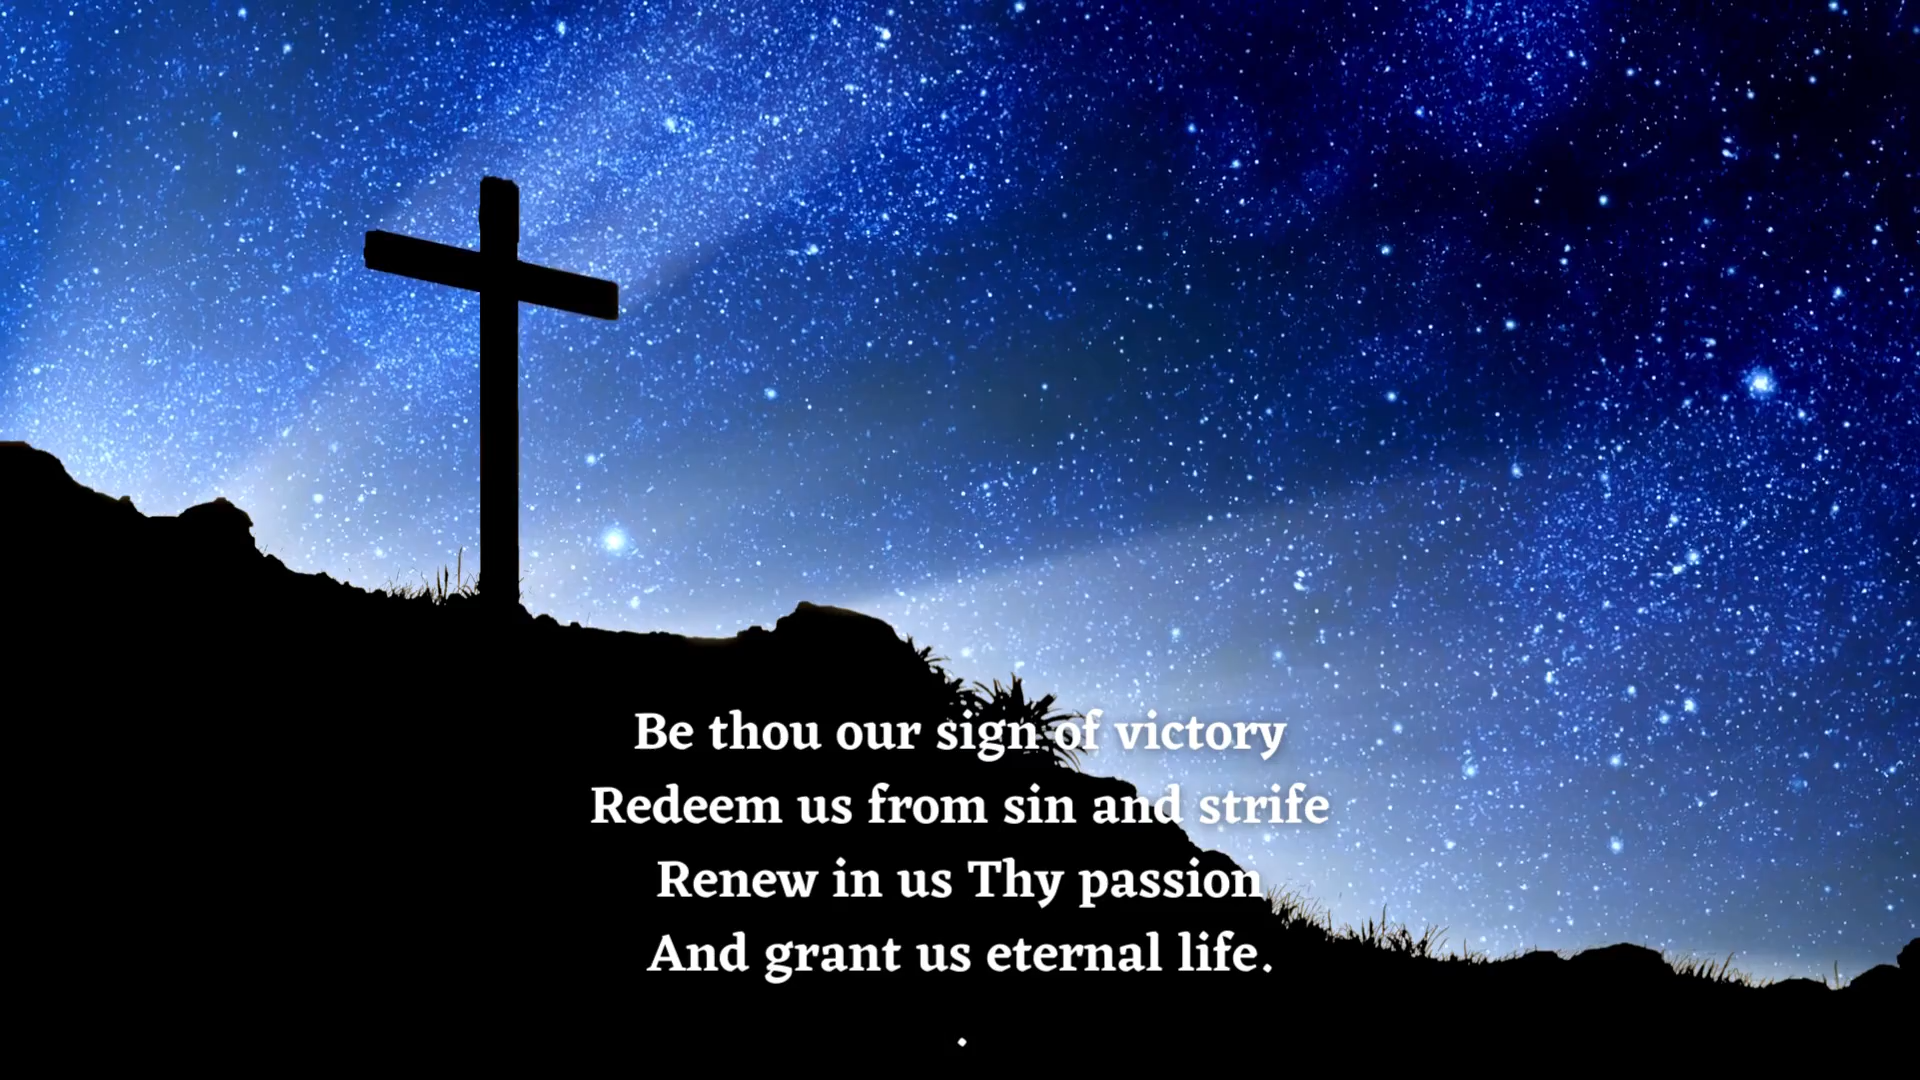 Be thou our sign of victory
Redeem us from sin and strife
Renew in us Thy passion
And grant us eternal life.
.